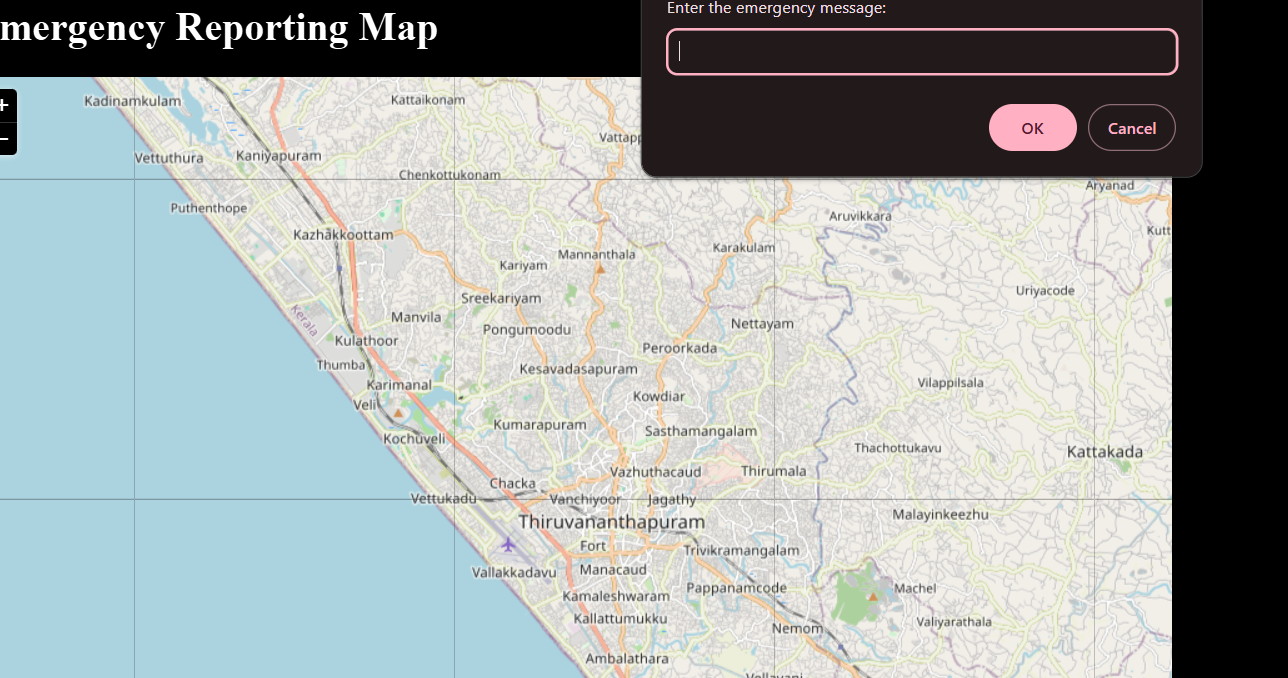 mergency Reporting Map
Enter the emergency message:
OK
Cancel
+
−
Kadinamkulam
Kattaikonam
Vattapp
Vettuthura
Kaniyapuram
Chenkottukonam
Aryanad
Puthenthope
Aruvikkara
Kutt
Kazhakkoottam
Karakulam
Mannanthala
Kariyam
Uriyacode
Sreekariyam
Kerala
Manvila
Nettayam
Pongumoodu
Kulathoor
Peroorkada
Thumba
Kesavadasapuram
Karimanal
Vilappilsala
Kowdiar
Veli
Kumarapuram
Sasthamangalam
Kochuveli
Thachottukavu
Kattakada
Vazhuthacaud
Thirumala
Chacka
Vettukadu
Vanchiyoor
Jagathy
Malayinkeezhu
Thiruvananthapuram
Fort
Trivikramangalam
Vallakkadavu
Manacaud
Pappanamcode
Machel
Kamaleshwaram
Kallattumukku
Valiyarathala
Nemom
Ambalathara
Vellayani